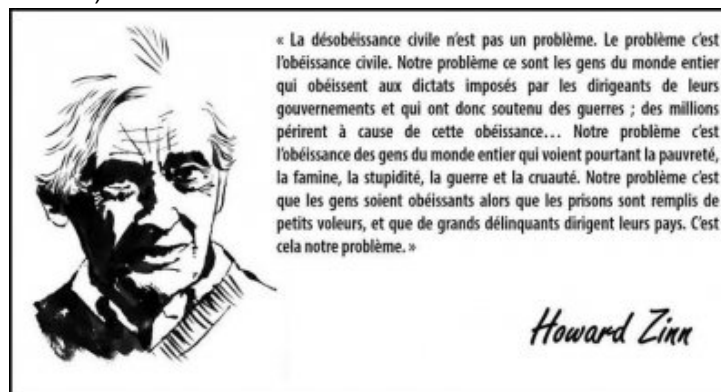 « La désobéissance civile n'est pas un problème. Le problème c'est
l'obéissance civile. Notre problème ce sont les gens du monde entier
qui obéissent aux dictats imposés par les dirigeants de leurs
gouvernements et qui ont donc soutenu des guerres ; des millions
périrent à cause de cette obéissance... Notre problème c'est
l'obéissance des gens du monde entier qui voient pourtant la pauvreté,
la famine, la stupidité, la guerre et la cruauté. Notre problème c'est
que les gens soient obéissants alors que les prisons sont remplis de
petits voleurs, et que de grands délinquants dirigent leurs pays. C'est
cela notre problème. »
Howard Zinn